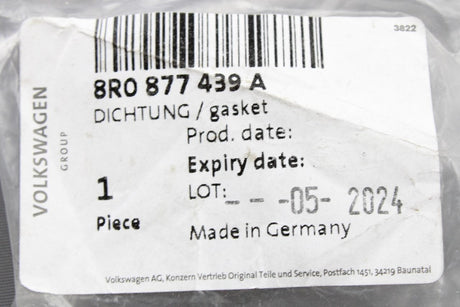 3822
8R0 877 439 A
DICHTUNG / gasket
Prod. date:
Expiry date:
1
LOT: - - -05- 2024
Piece
Made in Germany
VOLKSWAGEN
GROUP
Volkswagen AG, Konzern Vertrieb Original Teile und Service, Postfach 1451, 34219 Baunatal